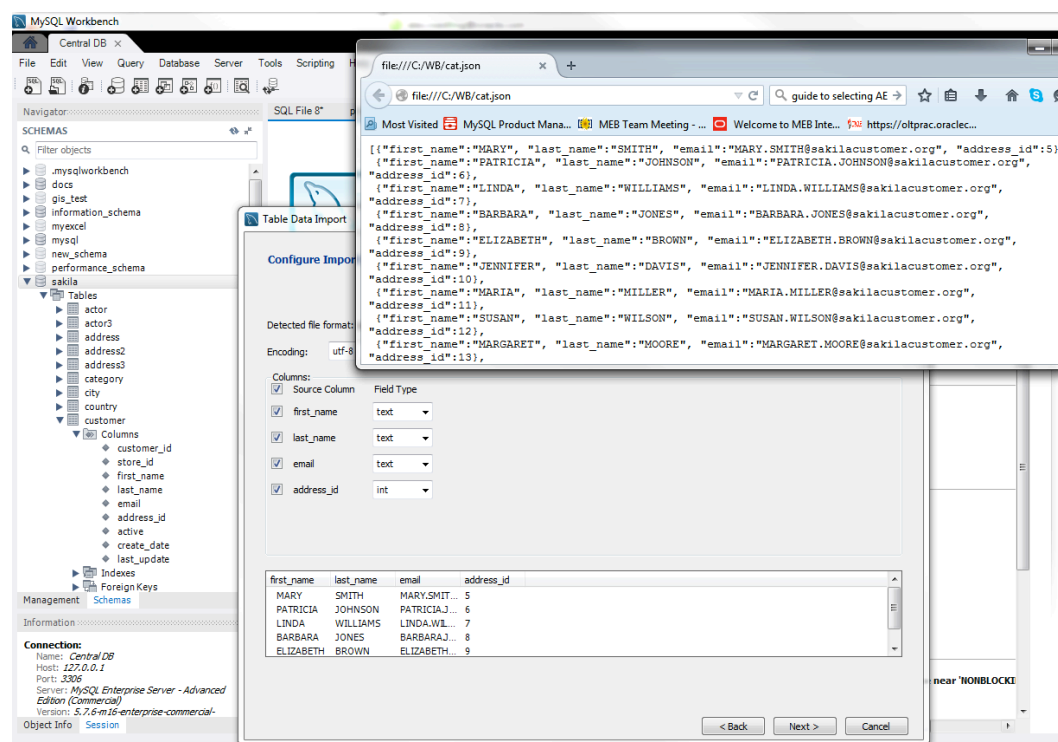 MySQL Workbench
Central DB
File Edit View Query Database Server Tools Scripting
Navigator
SCHEMAS
Filter objects
.mysqlworkbench
docs
gis_test
information_schema
myexcel
mysql
new_schema
performance_schema
sakila
Tables
actor
actor3
address
address2
address3
category
city
country
customer
Columns
customer_id
store_id
first_name
last_name
email
address_id
active
create_date
last_update
Indexes
Foreign Keys
Management Schemas
Information
Connection:
Name: Central DB
Host: 127.0.0.1
Port: 3306
Server: MySQL Enterprise Server - Advanced
Edition (Commercial)
Version: 5.7.6-m16-enterprise-commercial-
Object Info Session
SQL File 8*
file:///C:/WB/cat.json
file:///C:/WB/cat.json
guide to selecting AE
Most Visited MySQL Product Mana... MEB Team Meeting - ... Welcome to MEB Inte... https://oltprac.oraclec...
[{"first_name":"MARY", "last_name":"SMITH", "email":"MARY.SMITH@sakilacustomer.org", "address_id":5}
{"first_name":"PATRICIA", "last_name":"JOHNSON", "email":"PATRICIA.JOHNSON@sakilacustomer.org",
"address_id":6},
{"first_name":"LINDA", "last_name":"WILLIAMS", "email":"LINDA.WILLIAMS@sakilacustomer.org",
"address_id":7},
{"first_name":"BARBARA", "last_name":"JONES", "email":"BARBARA.JONES@sakilacustomer.org",
"address_id":8},
{"first_name":"ELIZABETH", "last_name":"BROWN", "email":"ELIZABETH.BROWN@sakilacustomer.org",
"address_id":9},
{"first_name":"JENNIFER", "last_name":"DAVIS", "email":"JENNIFER.DAVIS@sakilacustomer.org",
"address_id":10},
{"first_name":"MARIA", "last_name":"MILLER", "email":"MARIA.MILLER@sakilacustomer.org",
"address_id":11},
{"first_name":"SUSAN", "last_name":"WILSON", "email":"SUSAN.WILSON@sakilacustomer.org",
"address_id":12},
{"first_name":"MARGARET", "last_name":"MOORE", "email":"MARGARET.MOORE@sakilacustomer.org",
"address_id":13},
Table Data Import
Configure Impor
Detected file format:
Encoding: utf-8
Columns:
Source Column Field Type
first_name text
last_name text
email text
address_id int
first_name last_name email address_id
MARY SMITH MARY.SMIT... 5
PATRICIA JOHNSON PATRICIA.J... 6
LINDA WILLIAMS LINDA.WIL... 7
BARBARA JONES BARBARA.J... 8
ELIZABETH BROWN ELIZABETH... 9
< Back Next > Cancel
near 'NONBLOCKI